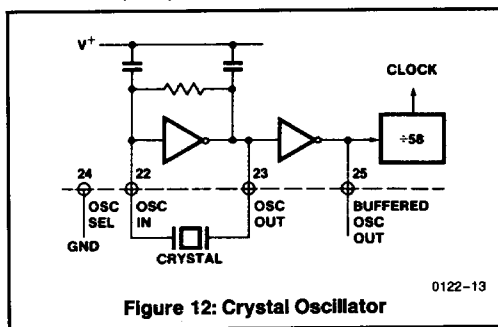 V+
CLOCK
÷58
24
22
23
25
OSC
SEL
OSC
IN
OSC
OUT
BUFFERED
OSC
OUT
GND
CRYSTAL
0122-13
Figure 12: Crystal Oscillator